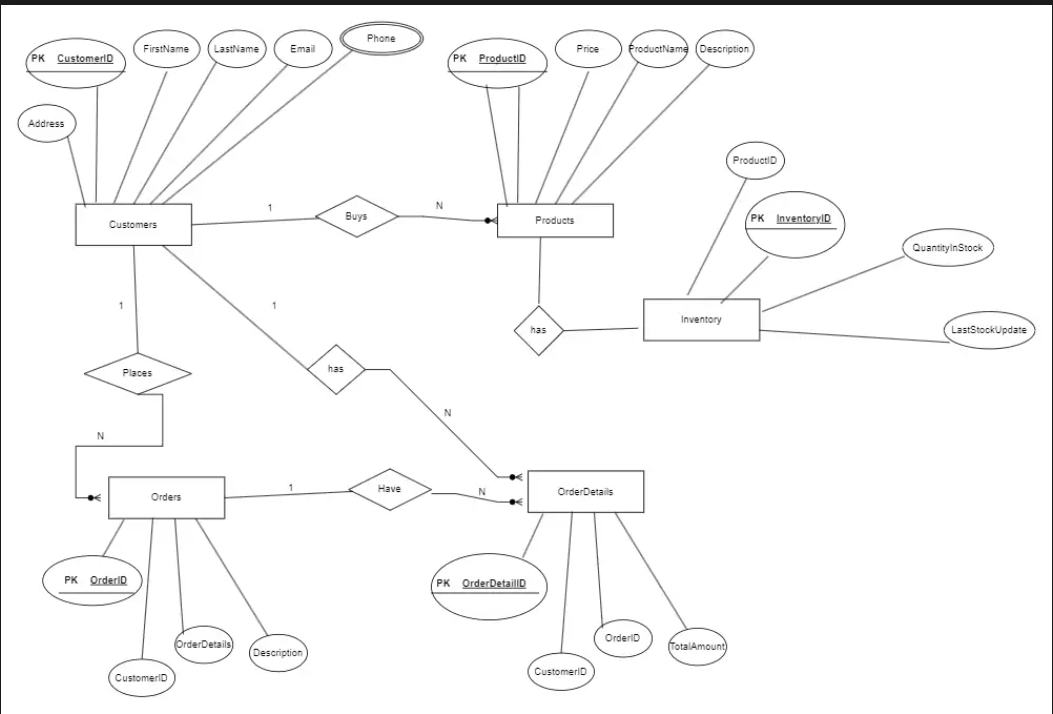 Phone
FirstName
LastName
Email
PK CustomerID
Address
Price
ProductName
Description
PK ProductID
ProductID
PK InventoryID
QuantityInStock
LastStockUpdate
Customers
1
Buys
N
Products
Inventory
has
1
1
Places
has
N
N
Orders
1
Have
N
OrderDetails
PK OrderID
CustomerID
OrderDetails
Description
PK OrderDetailID
CustomerID
OrderID
TotalAmount